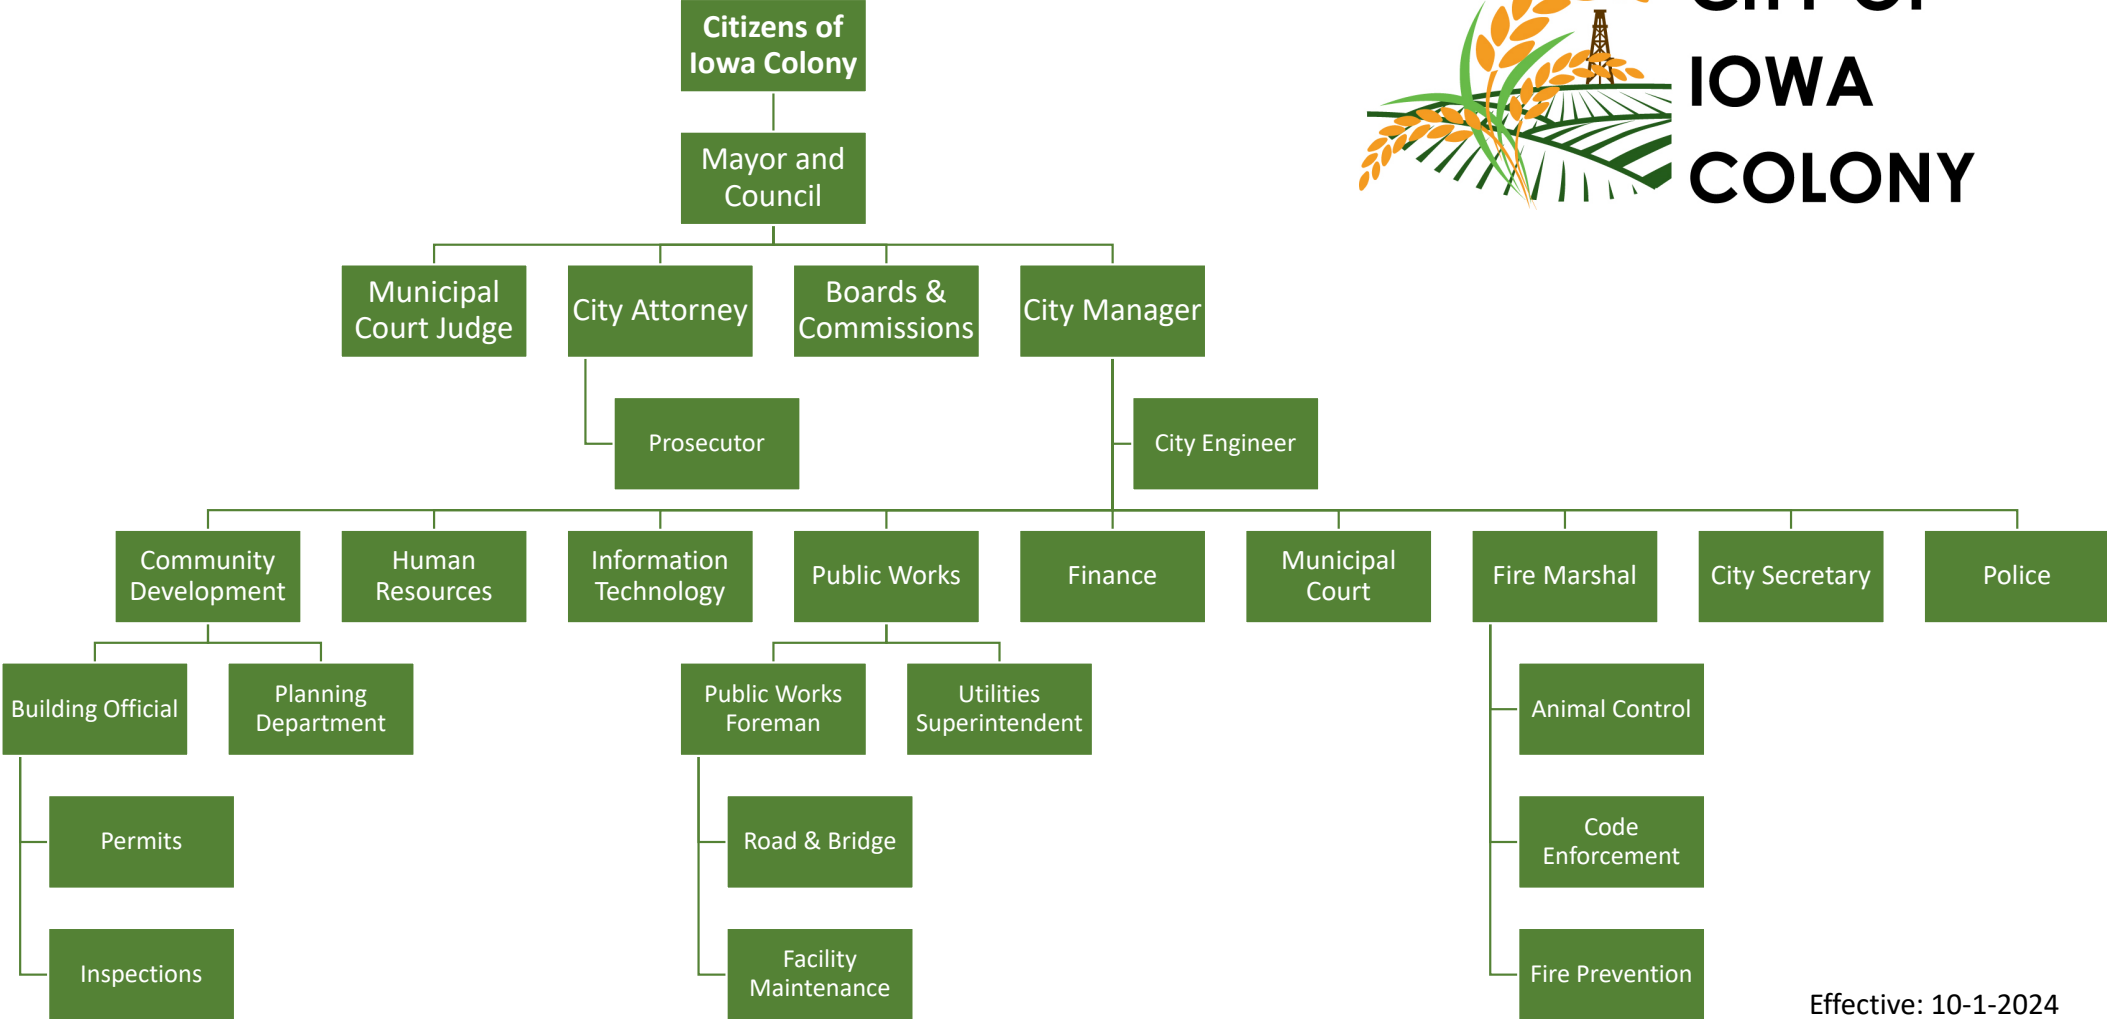 Citizens of
Iowa Colony
CITY OF
IOWA
COLONY
Mayor and
Council
Municipal
Court Judge
City Attorney
Boards &
Commissions
City Manager
Prosecutor
City Engineer
Community
Development
Human
Resources
Information
Technology
Public Works
Finance
Municipal
Court
Fire Marshal
City Secretary
Police
Building Official
Planning
Department
Public Works
Foreman
Utilities
Superintendent
Animal Control
Permits
Road & Bridge
Code
Enforcement
Inspections
Facility
Maintenance
Fire Prevention
Effective: 10-1-2024